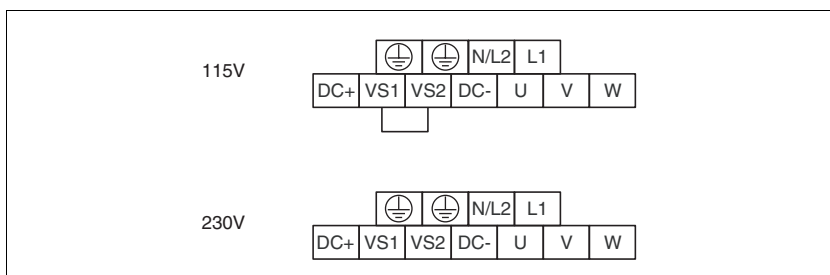 N/L2 L1
115V
DC+ VS1 VS2 DC- U V W
N/L2 L1
230V
DC+ VS1 VS2 DC- U V W